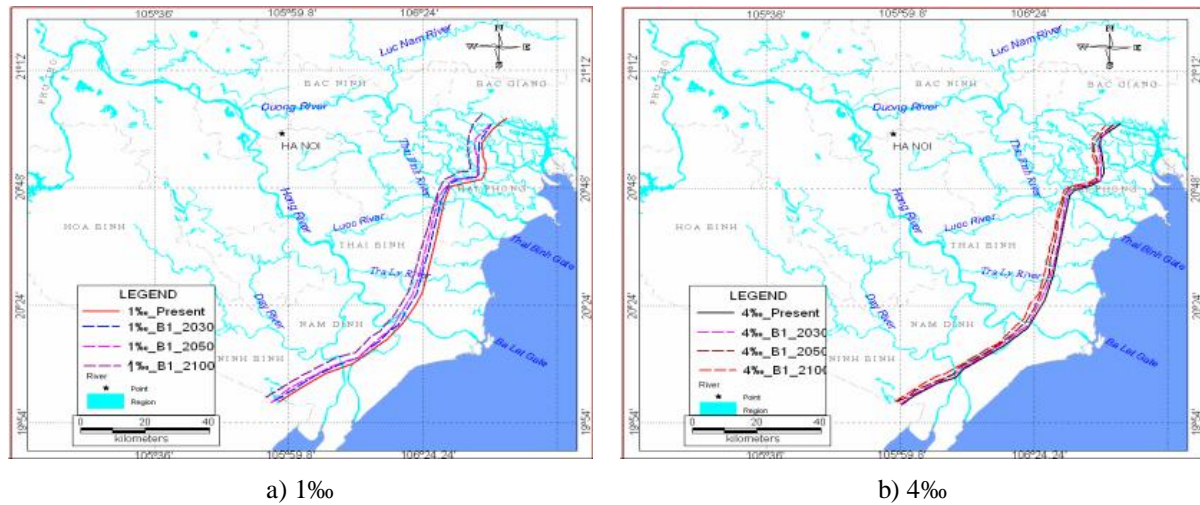 105°36' 105°59.8' 106°24'
Luc Nam River
N
W E
S
21°12'
BAC NINH
BAC GIANG
Duong River
HA NOI
Thai Binh River
20°48'
Hong River
Luoc River
HOA BINH
THAI BINH
Thai Binh Gate
Tra Ly River
20°24'
Day River
NAM DINH
NINH BINH
Ba Lat Gate
19°54'
LEGEND
1‰_Present
1‰_B1_2030
1‰_B1_2050
1‰_B1_2100
River
Point
Region
0 20 40
kilometers
105°36' 105°59.8' 106°24.24'
a) 1‰
105°36' 105°59.8' 106°24'
Luc Nam River
N
W E
S
21°12'
BAC NINH
BAC GIANG
Duong River
HA NOI
Thai Binh River
20°48'
Hong River
Luoc River
HOA BINH
THAI BINH
Thai Binh Gate
Tra Ly River
20°24'
Day River
NAM DINH
NINH BINH
Ba Lat Gate
19°54'
LEGEND
4‰_Present
4‰_B1_2030
4‰_B1_2050
4‰_B1_2100
River
Point
Region
0 20 40
kilometers
105°36' 105°59.8' 106°24.24'
b) 4‰